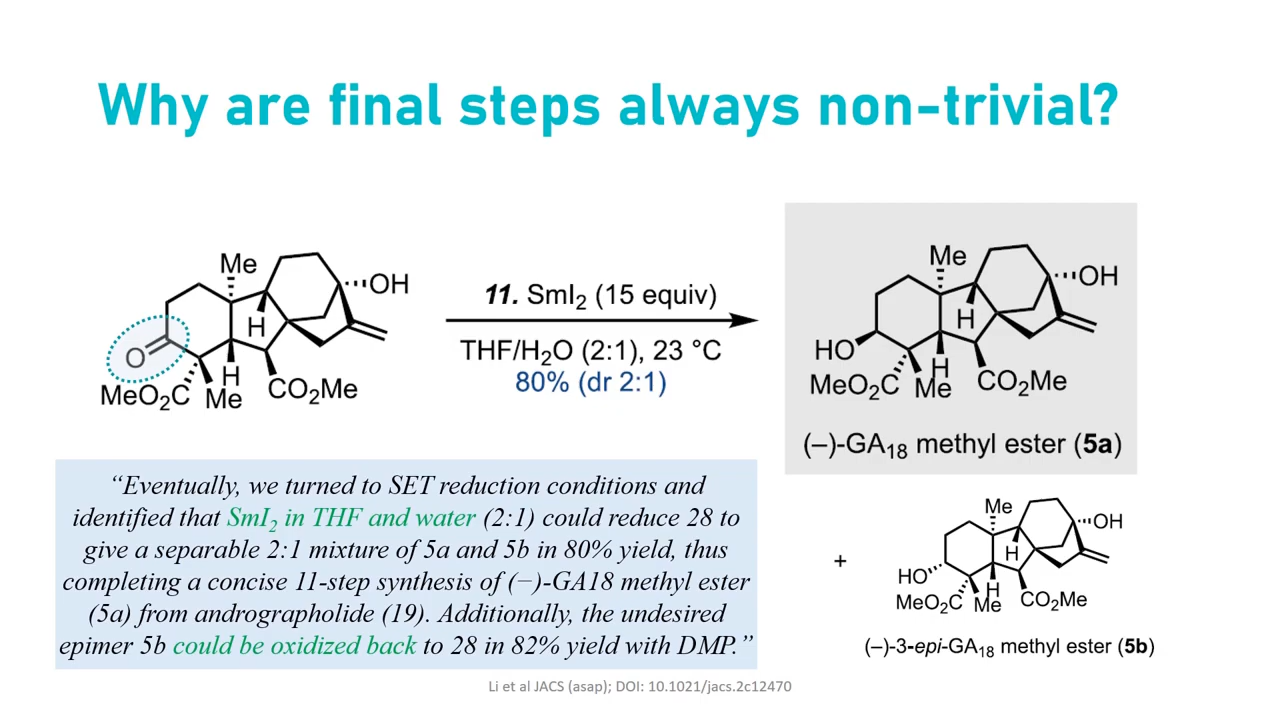 Why are final steps always non-trivial?
Me
OH
H
O
H
MeO₂C
Me
CO₂Me
11. SmI₂ (15 equiv)
THF/H₂O (2:1), 23 °C
80% (dr 2:1)
Me
OH
H
HO
H
MeO₂C
Me
CO₂Me
(–)-GA₁₈ methyl ester (5a)
“Eventually, we turned to SET reduction conditions and
identified that SmI₂ in THF and water (2:1) could reduce 28 to
give a separable 2:1 mixture of 5a and 5b in 80% yield, thus
completing a concise 11-step synthesis of (−)-GA18 methyl ester
(5a) from andrographolide (19). Additionally, the undesired
epimer 5b could be oxidized back to 28 in 82% yield with DMP.”
+
Me
OH
H
HO
H
MeO₂C
Me
CO₂Me
(–)-3-epi-GA₁₈ methyl ester (5b)
Li et al JACS (asap); DOI: 10.1021/jacs.2c12470